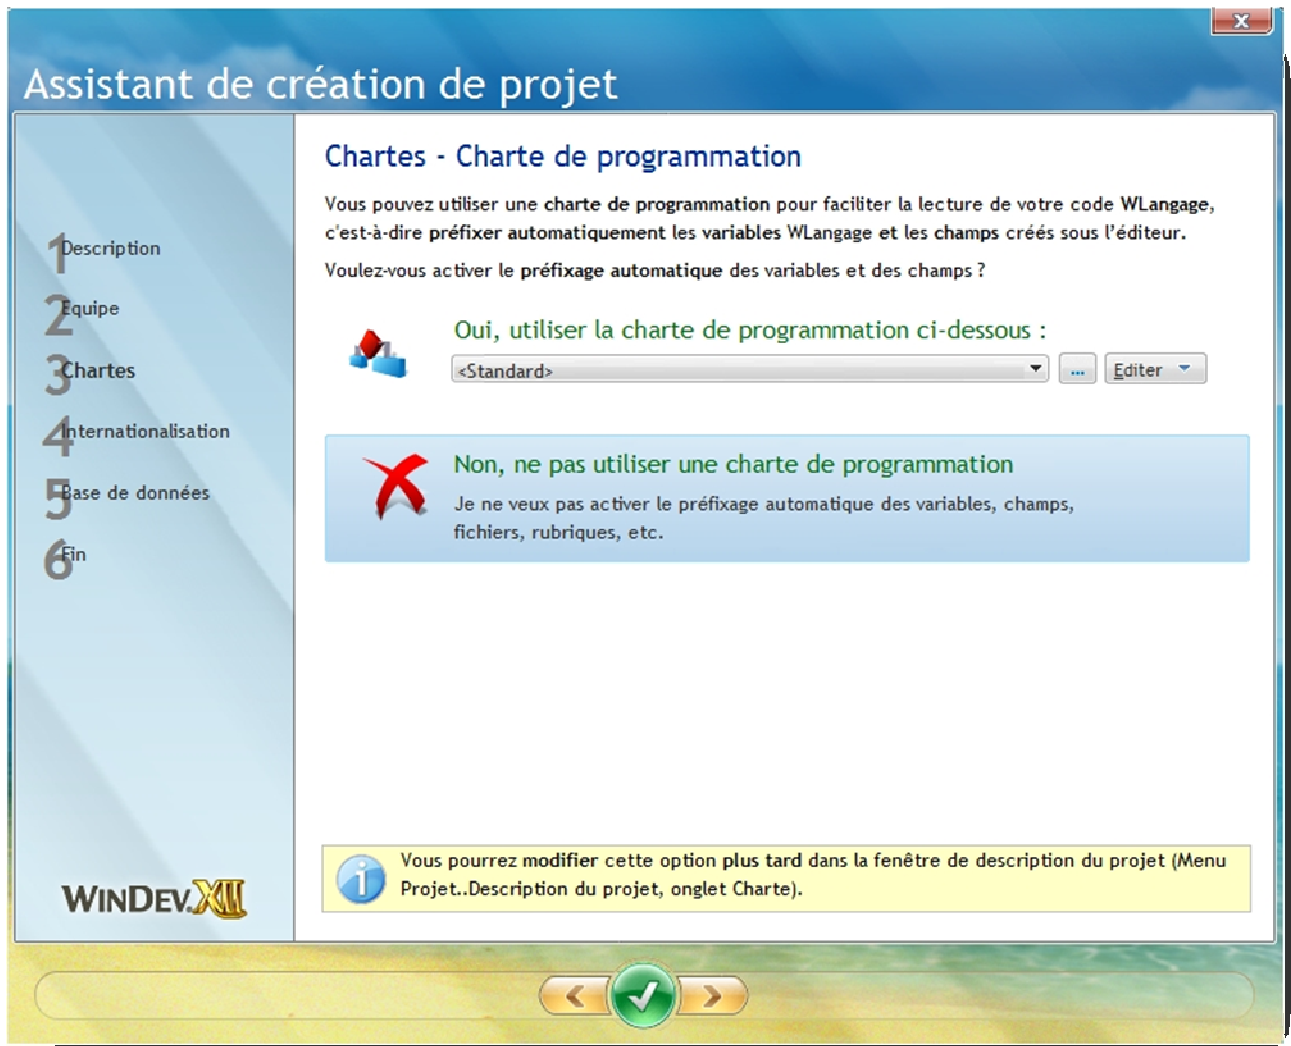 Assistant de création de projet
1 Description
2 Equipe
3 Chartes
4 Internationalisation
5 Base de données
6 Fin
WINDEV. XIII
Chartes - Charte de programmation
Vous pouvez utiliser une charte de programmation pour faciliter la lecture de votre code WLangage,
c'est-à-dire préfixer automatiquement les variables WLangage et les champs créés sous l'éditeur.
Voulez-vous activer le préfixage automatique des variables et des champs ?
Oui, utiliser la charte de programmation ci-dessous :
<Standard> ... Editer
Non, ne pas utiliser une charte de programmation
Je ne veux pas activer le préfixage automatique des variables, champs,
fichiers, rubriques, etc.
Vous pourrez modifier cette option plus tard dans la fenêtre de description du projet (Menu
Projet..Description du projet, onglet Charte).